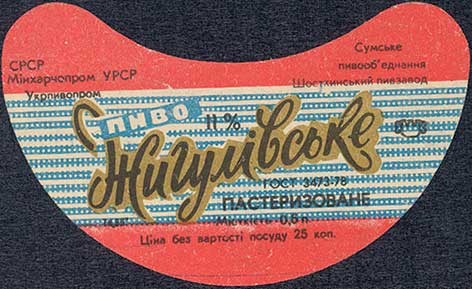 СРСР
Мінхарчопром УРСР
Укрпивопром
Сумське
пивооб'єднання
Шосткинський пивзавод
ПИВО 11%
Жигулівське
ГОСТ 3473-78
ПАСТЕРИЗОВАНЕ
Місткість 0,5 л.
Ціна без вартості посуду 25 коп.